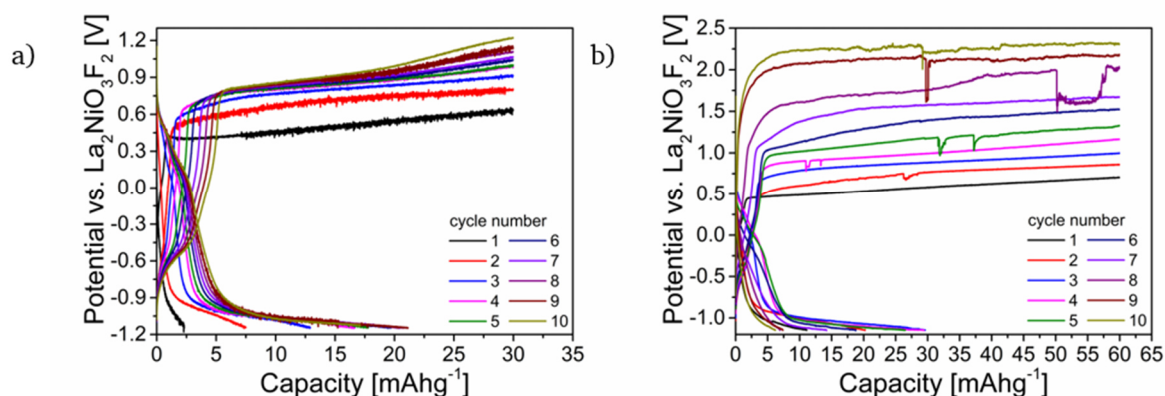 a)
Potential vs. La₂NiO₃F₂ [V]
1.2
0.9
0.6
0.3
0.0
-0.3
-0.6
-0.9
-1.2
cycle number
1 6
2 7
3 8
4 9
5 10
0 5 10 15 20 25 30 35
Capacity [mAhg⁻¹]
b)
Potential vs. La₂NiO₃F₂ [V]
2.5
2.0
1.5
1.0
0.5
0.0
-0.5
-1.0
cycle number
1 6
2 7
3 8
4 9
5 10
0 5 10 15 20 25 30 35 40 45 50 55 60 65
Capacity [mAhg⁻¹]